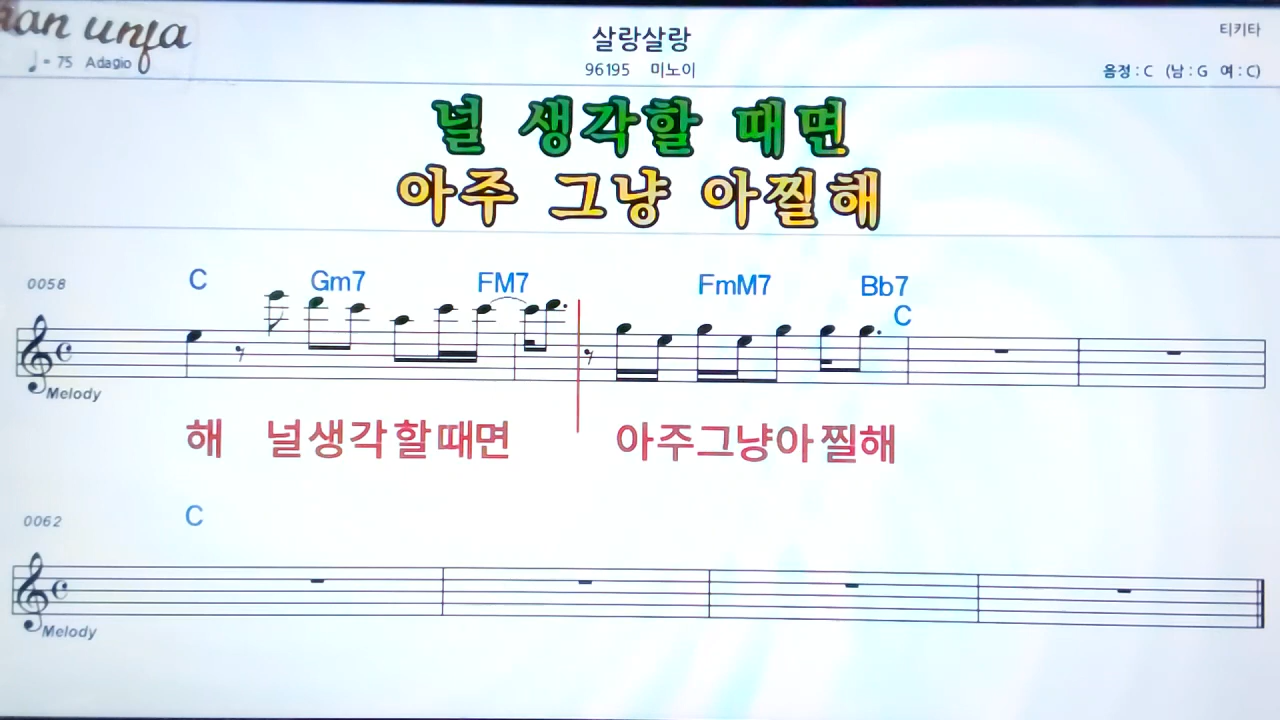 살랑살랑
티키타
♩= 75 Adagio
96195 미노이
음정 : C (남 : G 여 : C)
널 생각할 때면
아주 그냥 아찔해
0058 C Gm7 FM7 FmM7 Bb7
C
Melody
해 널생각할때면 아주그냥아찔해
0062 C
Melody